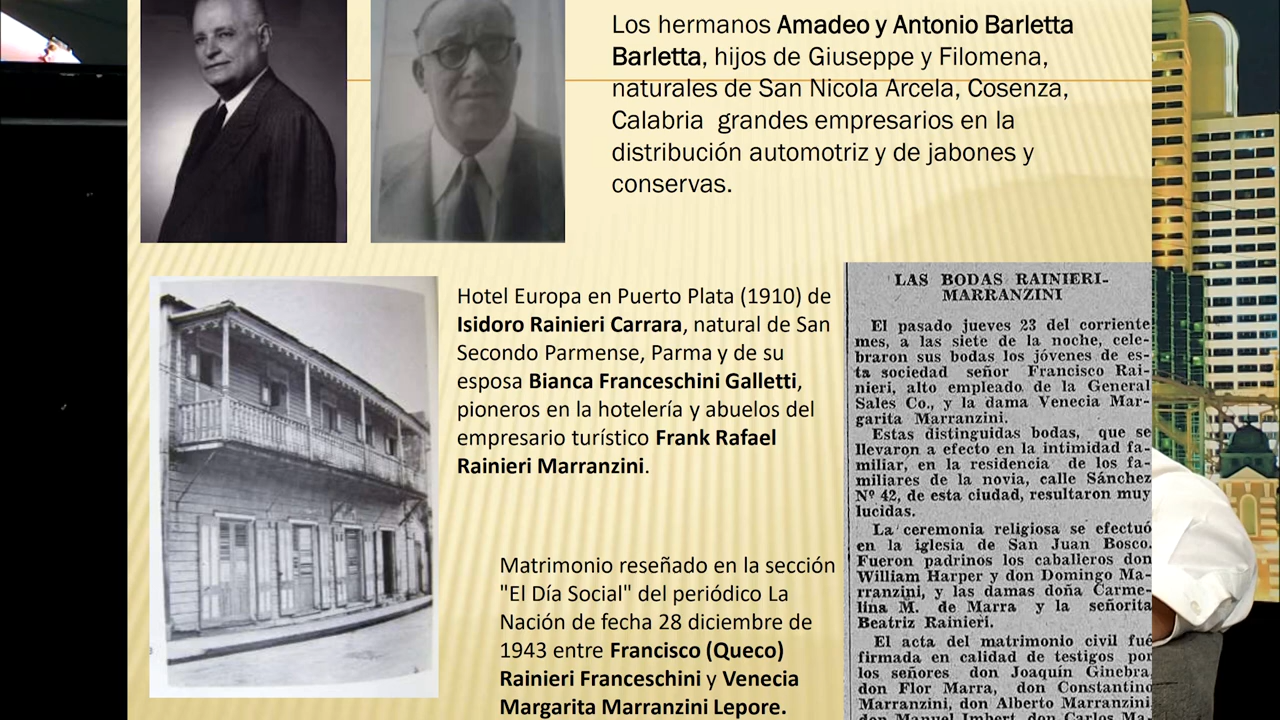 Los hermanos Amadeo y Antonio Barletta
Barletta, hijos de Giuseppe y Filomena,
naturales de San Nicola Arcela, Cosenza,
Calabria grandes empresarios en la
distribución automotriz y de jabones y
conservas.
Hotel Europa en Puerto Plata (1910) de
Isidoro Rainieri Carrara, natural de San
Secondo Parmense, Parma y de su
esposa Bianca Franceschini Galletti,
pioneros en la hotelería y abuelos del
empresario turístico Frank Rafael
Rainieri Marranzini.
Matrimonio reseñado en la sección
"El Día Social" del periódico La
Nación de fecha 28 diciembre de
1943 entre Francisco (Queco)
Rainieri Franceschini y Venecia
Margarita Marranzini Lepore.
LAS BODAS RAINIERI-
MARRANZINI
El pasado jueves 23 del corriente
mes, a las siete de la noche, cele-
braron sus bodas los jóvenes de es-
ta sociedad señor Francisco Rai-
nieri, alto empleado de la General
Sales Co., y la dama Venecia Mar-
garita Marranzini.
Estas distinguidas bodas, que se
llevaron a efecto en la intimidad fa-
miliar, en la residencia de los fa-
miliares de la novia, calle Sánchez
Nº 42, de esta ciudad, resultaron muy
lucidas.
La ceremonia religiosa se efectuó
en la iglesia de San Juan Bosco.
Fueron padrinos los caballeros don
William Harper y don Domingo Ma-
rranzini, y las damas doña Carme-
lina M. de Marra y la señorita
Beatriz Rainieri.
El acta del matrimonio civil fué
firmada en calidad de testigos por
los señores don Joaquín Ginebra,
don Flor Marra, don Constantino
Marranzini, don Alberto Marranzini,
don Manuel Imbert, don Carlos Ma-